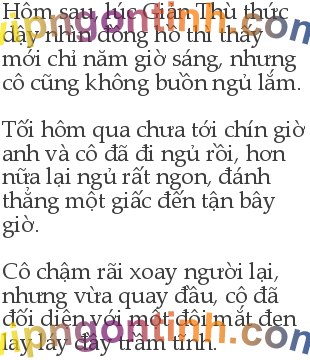 Hôm sau, lúc Giản Thù thức
dậy nhìn đồng hồ thì thấy
mới chỉ năm giờ sáng, nhưng
cô cũng không buồn ngủ lắm.
Tối hôm qua chưa tới chín giờ
anh và cô đã đi ngủ rồi, hơn
nữa lại ngủ rất ngon, đánh
thẳng một giấc đến tận bây
giờ.
Cô chậm rãi xoay người lại,
nhưng vừa quay đầu, cô đã
đối diện với một đôi mắt đen
láy láy đầy trầm tĩnh.
vipngontinh.com
vipngontinh.com